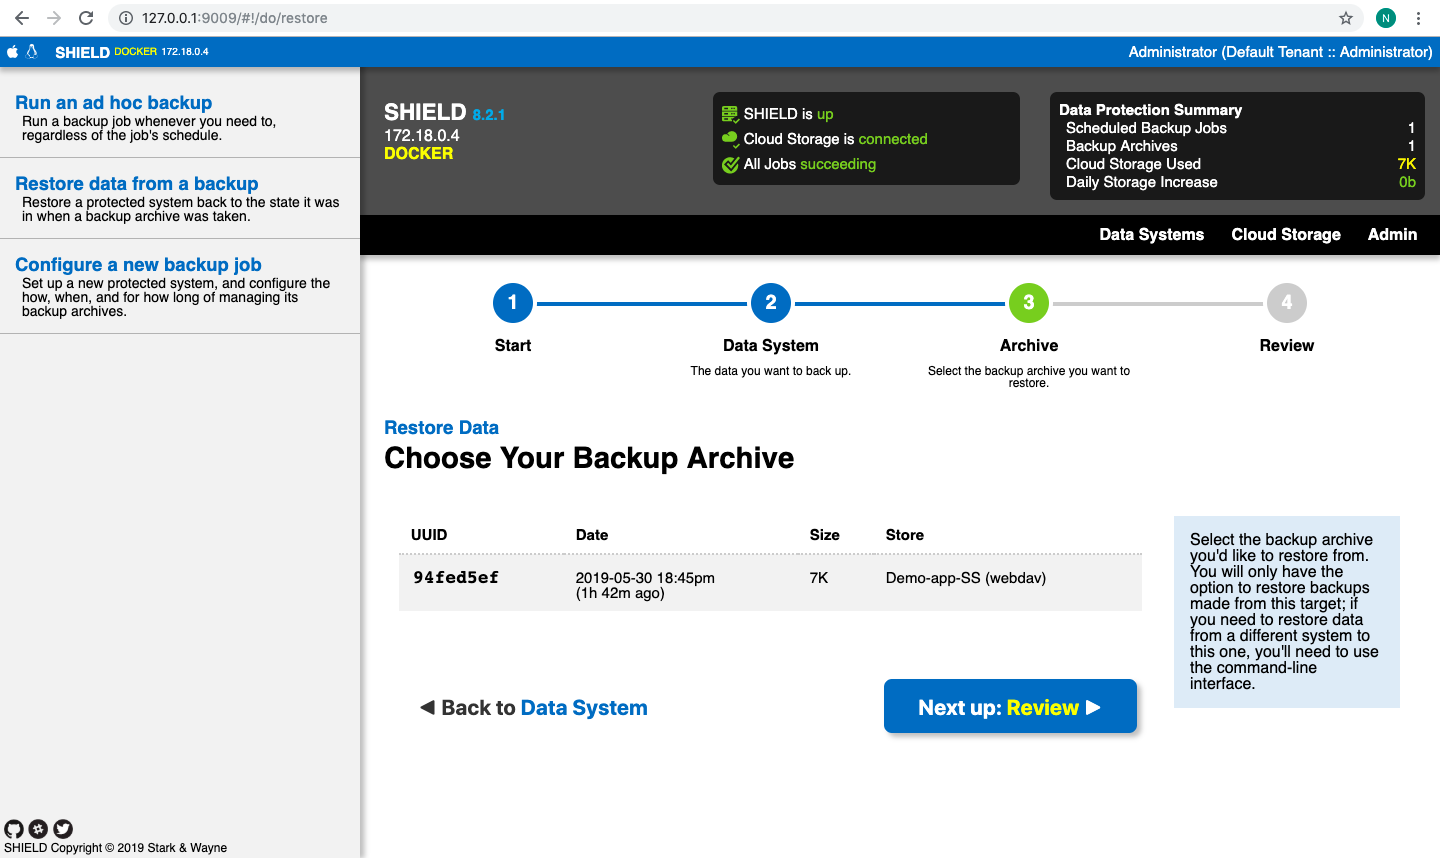 127.0.0.1:9009/#!/do/restore
N
SHIELD DOCKER 172.18.0.4
Administrator (Default Tenant :: Administrator)
Run an ad hoc backup
Run a backup job whenever you need to,
regardless of the job's schedule.
Restore data from a backup
Restore a protected system back to the state it was
in when a backup archive was taken.
Configure a new backup job
Set up a new protected system, and configure the
how, when, and for how long of managing its
backup archives.
SHIELD 8.2.1
172.18.0.4
DOCKER
SHIELD is up
Cloud Storage is connected
All Jobs succeeding
Data Protection Summary
Scheduled Backup Jobs 1
Backup Archives 1
Cloud Storage Used 7K
Daily Storage Increase 0b
Data Systems Cloud Storage Admin
1 2 3 4
Start Data System Archive Review
The data you want to back up.
Select the backup archive you want to
restore.
Restore Data
Choose Your Backup Archive
UUID Date Size Store
94fed5ef 2019-05-30 18:45pm 7K Demo-app-SS (webdav)
(1h 42m ago)
Select the backup archive
you'd like to restore from.
You will only have the
option to restore backups
made from this target; if
you need to restore data
from a different system to
this one, you'll need to use
the command-line
interface.
◀ Back to Data System
Next up: Review ▶
SHIELD Copyright © 2019 Stark & Wayne